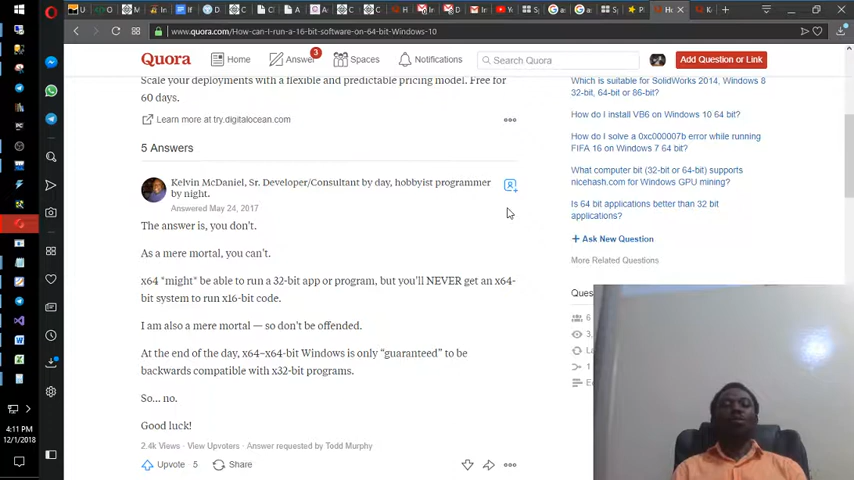 www.quora.com/How-can-I-run-a-16-bit-software-on-64-bit-Windows-10
Quora
Home
Answer
3
Spaces
Notifications
Search Quora
Add Question or Link
Scale your deployments with a flexible and predictable pricing model. Free for
60 days.
Learn more at try.digitalocean.com
5 Answers
Kelvin McDaniel, Sr. Developer/Consultant by day, hobbyist programmer
by night.
Answered May 24, 2017
The answer is, you don't.
As a mere mortal, you can't.
x64 *might* be able to run a 32-bit app or program, but you'll NEVER get an x64-
bit system to run x16-bit code.
I am also a mere mortal — so don't be offended.
At the end of the day, x64–x64-bit Windows is only “guaranteed” to be
backwards compatible with x32-bit programs.
So... no.
Good luck!
2.4k Views · View Upvoters · Answer requested by Todd Murphy
Upvote 5
Share
Which is suitable for SolidWorks 2014, Windows 8
32-bit, 64-bit or 86-bit?
How do I install VB6 on Windows 10 64 bit?
How do I solve a 0xc000007b error while running
FIFA 16 on Windows 7 64 bit?
What computer bit (32-bit or 64-bit) supports
nicehash.com for Windows GPU mining?
Is 64 bit applications better than 32 bit
applications?
+ Ask New Question
More Related Questions
4:11 PM
12/1/2018